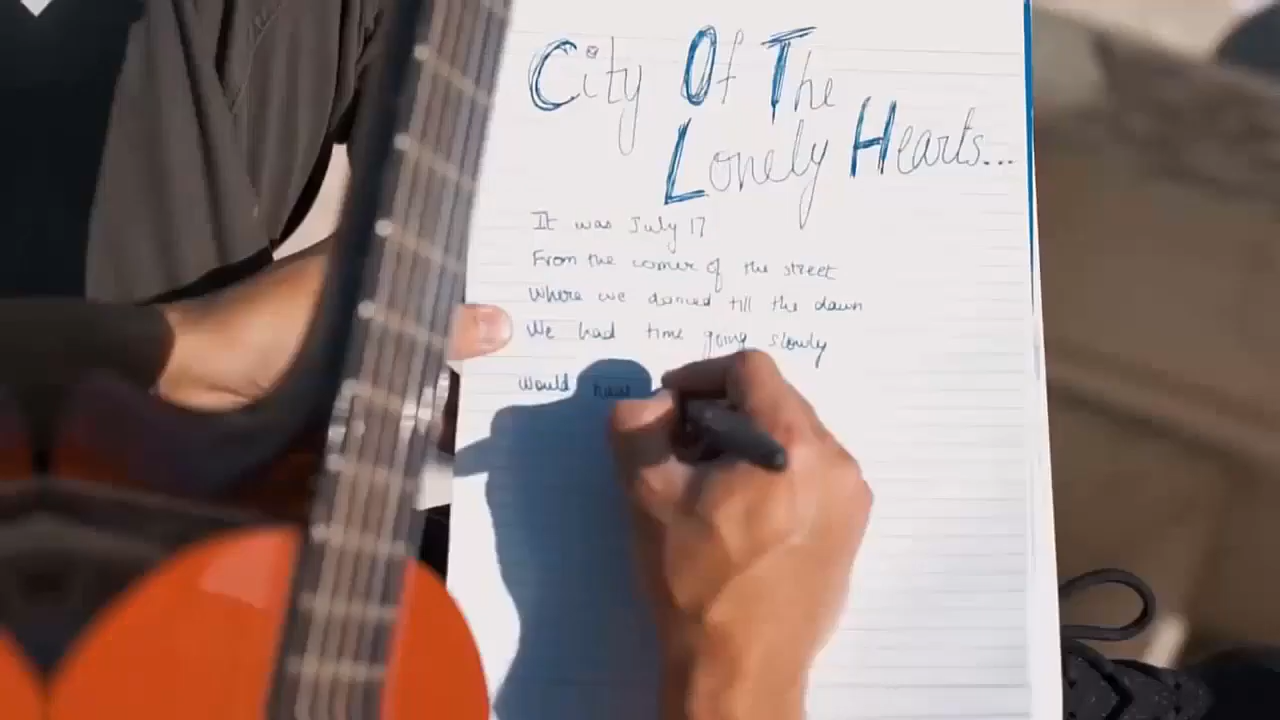 City Of The
Lonely Hearts...
It was July 17
From the corner of the street
Where we danced till the dawn
We had time going slowly
Would have